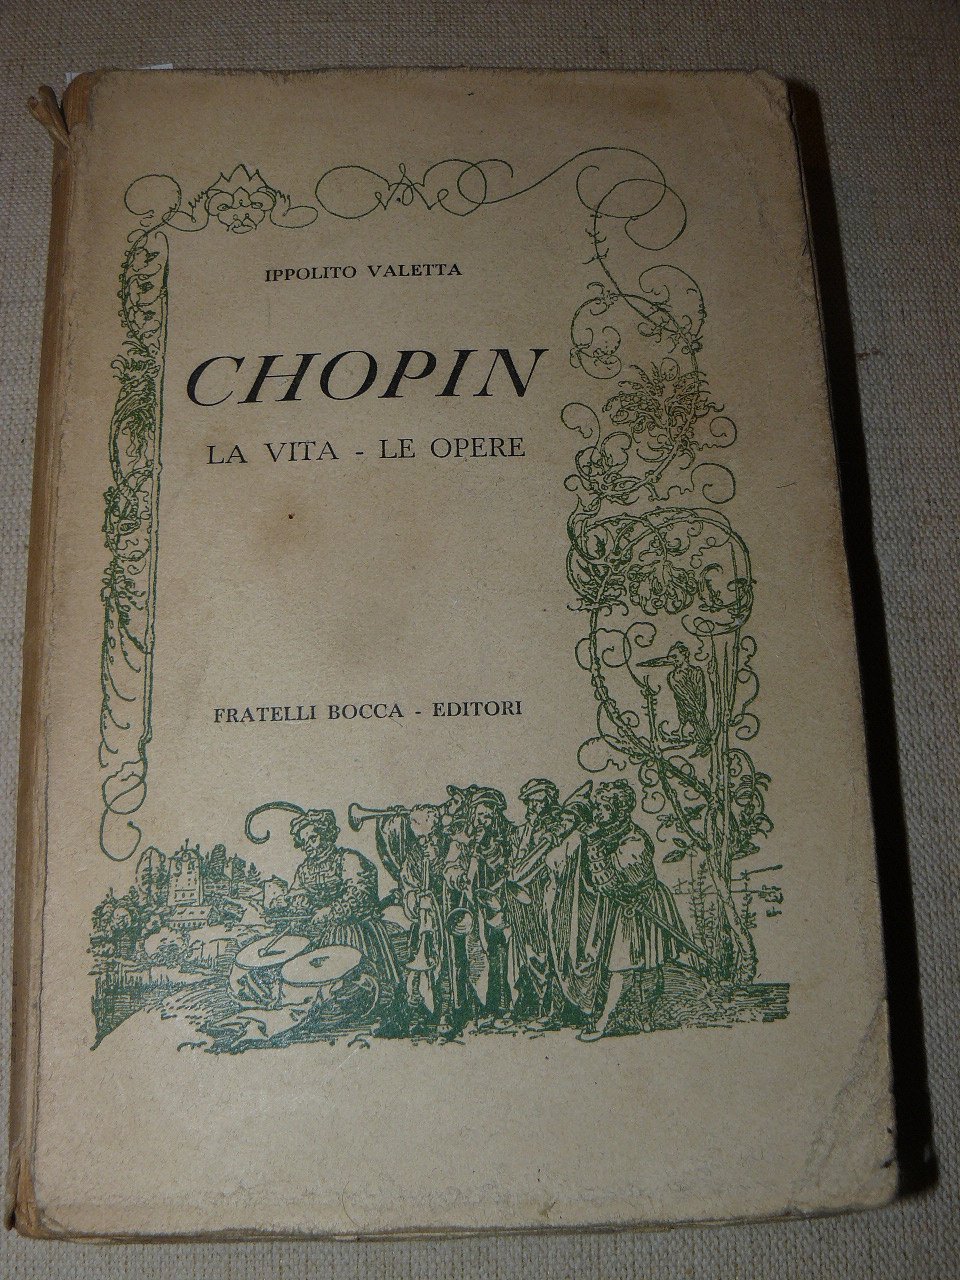 IPPOLITO VALETTA
CHOPIN
LA VITA - LE OPERE
FRATELLI BOCCA - EDITORI